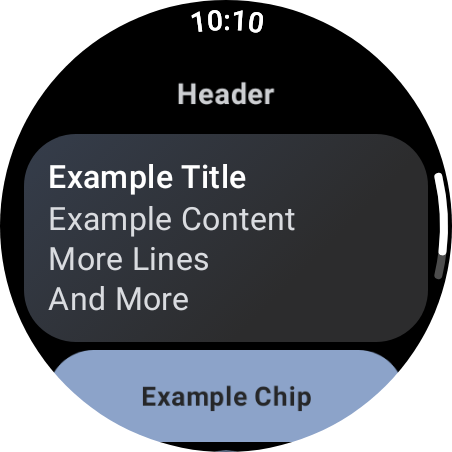 10:10
Header
Example Title
Example Content
More Lines
And More
Example Chip